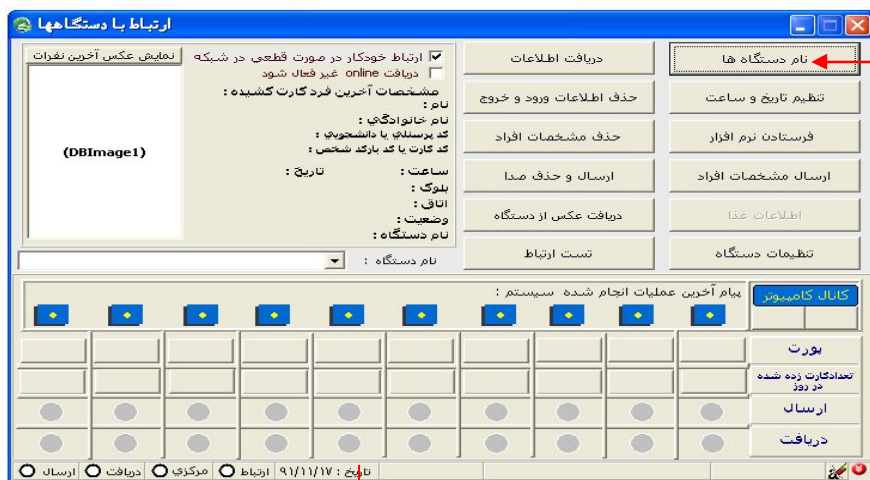 ارتباط با دستگاهها
نام دستگاه ها
دریافت اطلاعات
تنظیم تاریخ و ساعت
حذف اطلاعات ورود و خروج
فرستادن نرم افزار
حذف مشخصات افراد
ارسال مشخصات افراد
ارسال و حذف صدا
اطلاعات غذا
دریافت عکس از دستگاه
تنظیمات دستگاه
تست ارتباط
ارتباط خودکار در صورت قطعی در شبکه
دریافت online غیر فعال شود
مشخصات آخرین فرد کارت کشیده :
نام :
نام خانوادگی :
کد پرسنلی یا دانشجویی :
کد کارت یا کد بارکد شخص :
ساعت : تاریخ :
بلوک :
اتاق :
وضعیت :
نام دستگاه :
نمایش عکس آخرین نفرات
(DBImage1)
نام دستگاه :
کانال کامپیوتر
پیام آخرین عملیات انجام شده سیستم :
پورت
تعدادکارت زده شده
در روز
ارسال
دریافت
تاریخ : ۹۱/۱۱/۱۷ ارتباط مرکزی دریافت ارسال